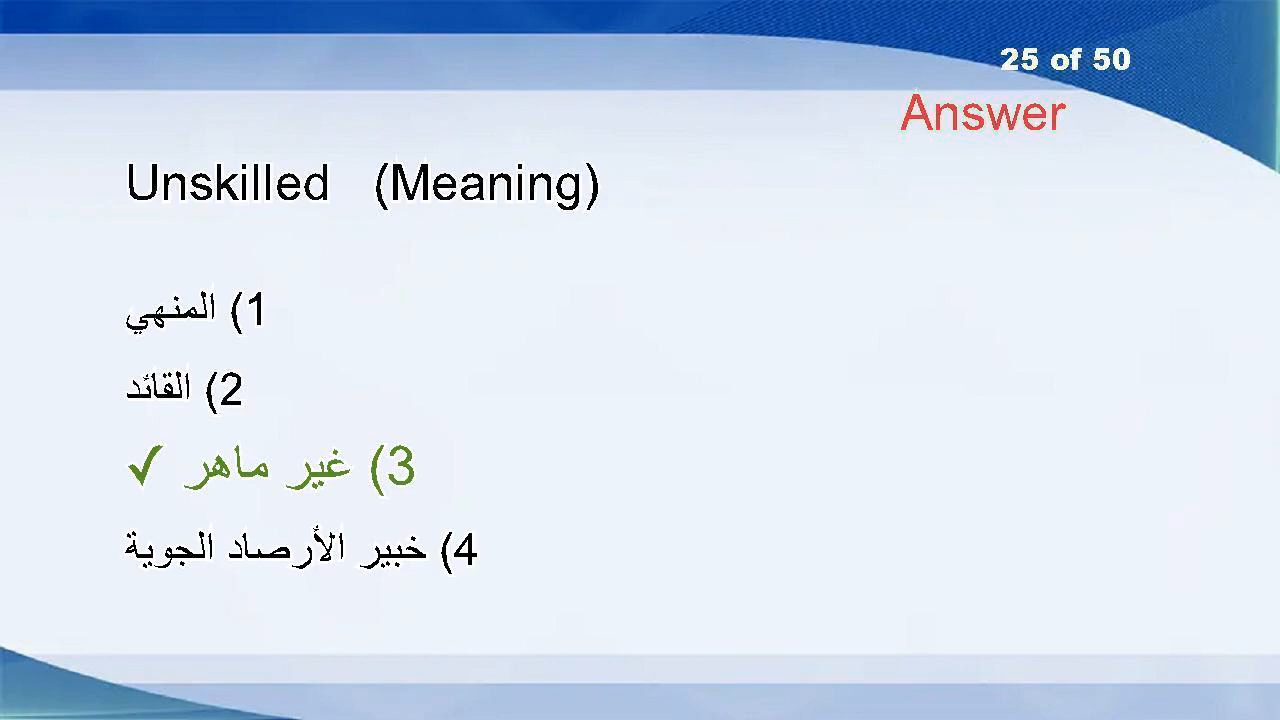 25 of 50
Answer
Unskilled (Meaning)
1) المنهي
2) القائد
3) غير ماهر ✓
4) خبير الأرصاد الجوية